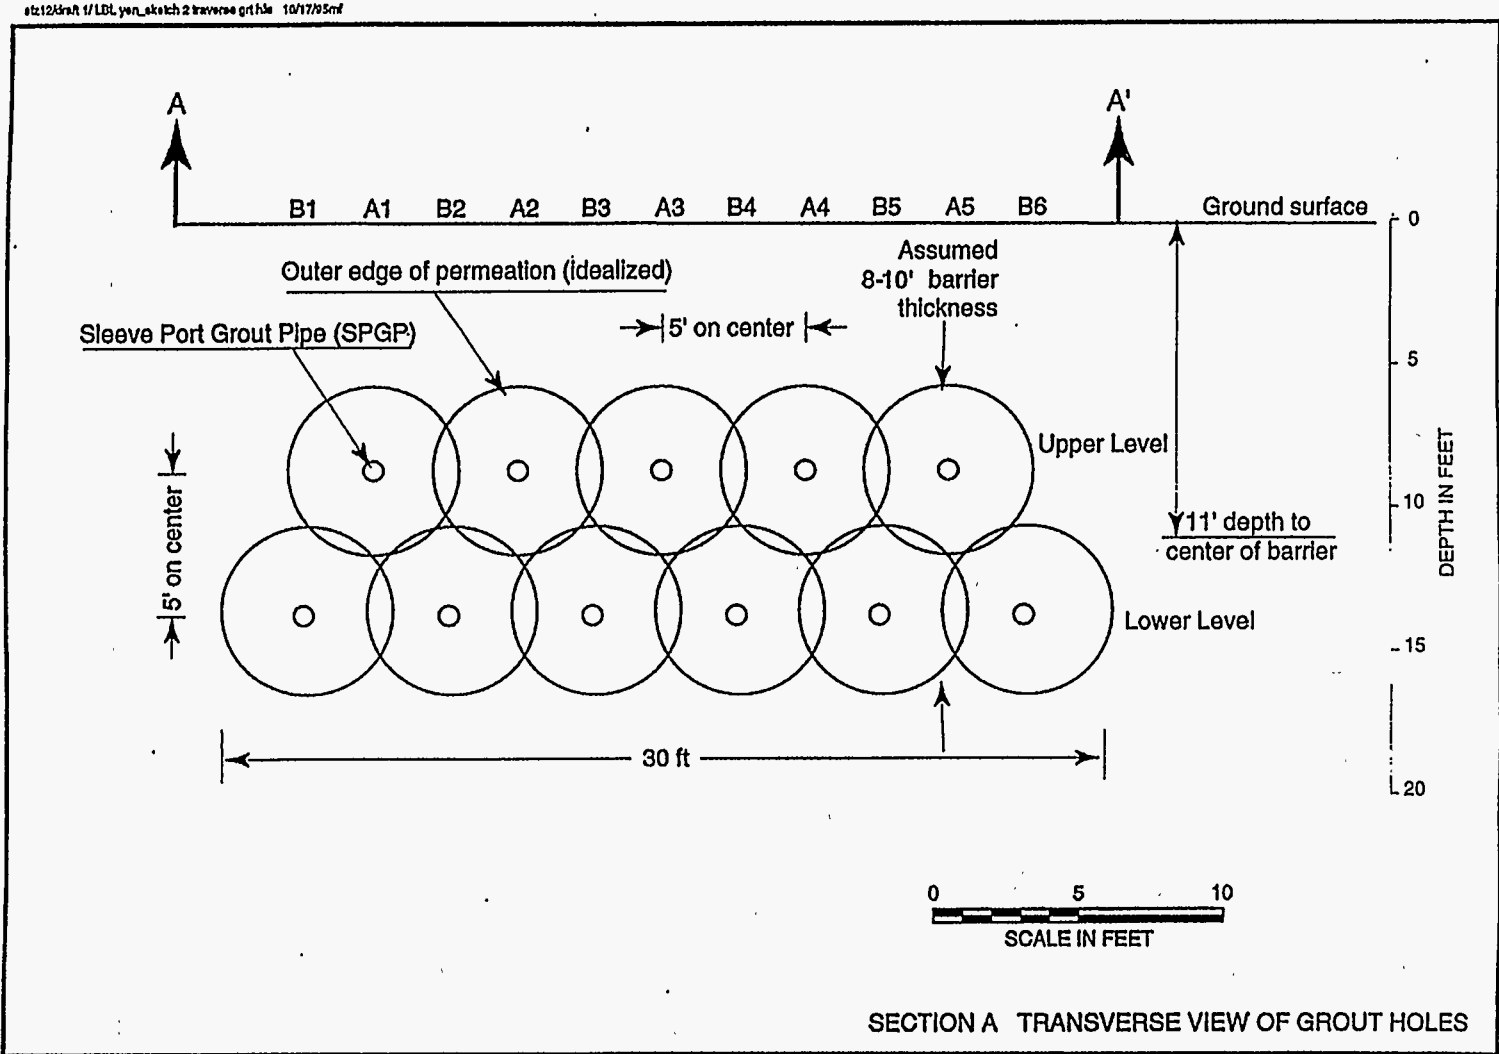 10/17/95mf
A
A'
B1 A1 B2 A2 B3 A3 B4 A4 B5 A5 B6
Ground surface
0
Outer edge of permeation (idealized)
Assumed
8-10' barrier
thickness
Sleeve Port Grout Pipe (SPGP)
5' on center
5
Upper Level
5' on center
10
11' depth to
center of barrier
DEPTH IN FEET
Lower Level
15
30 ft
20
0 5 10
SCALE IN FEET
SECTION A TRANSVERSE VIEW OF GROUT HOLES